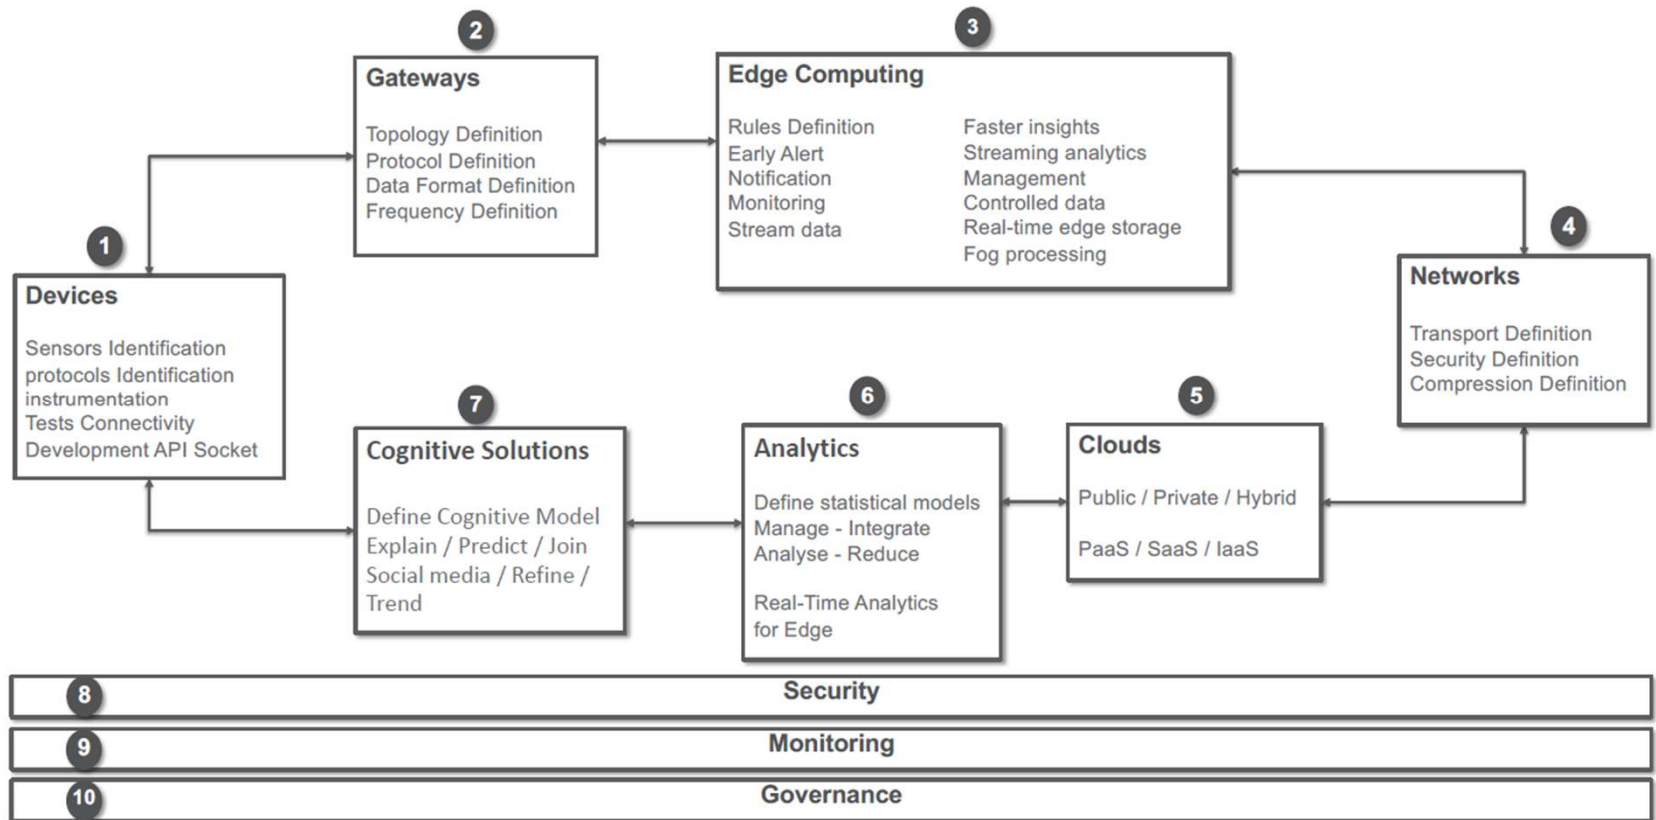 1
Devices
Sensors Identification
protocols Identification
instrumentation
Tests Connectivity
Development API Socket
2
Gateways
Topology Definition
Protocol Definition
Data Format Definition
Frequency Definition
3
Edge Computing
Rules Definition
Early Alert
Notification
Monitoring
Stream data
Faster insights
Streaming analytics
Management
Controlled data
Real-time edge storage
Fog processing
4
Networks
Transport Definition
Security Definition
Compression Definition
5
Clouds
Public / Private / Hybrid
PaaS / SaaS / IaaS
6
Analytics
Define statistical models
Manage - Integrate
Analyse - Reduce
Real-Time Analytics
for Edge
7
Cognitive Solutions
Define Cognitive Model
Explain / Predict / Join
Social media / Refine /
Trend
8
Security
9
Monitoring
10
Governance